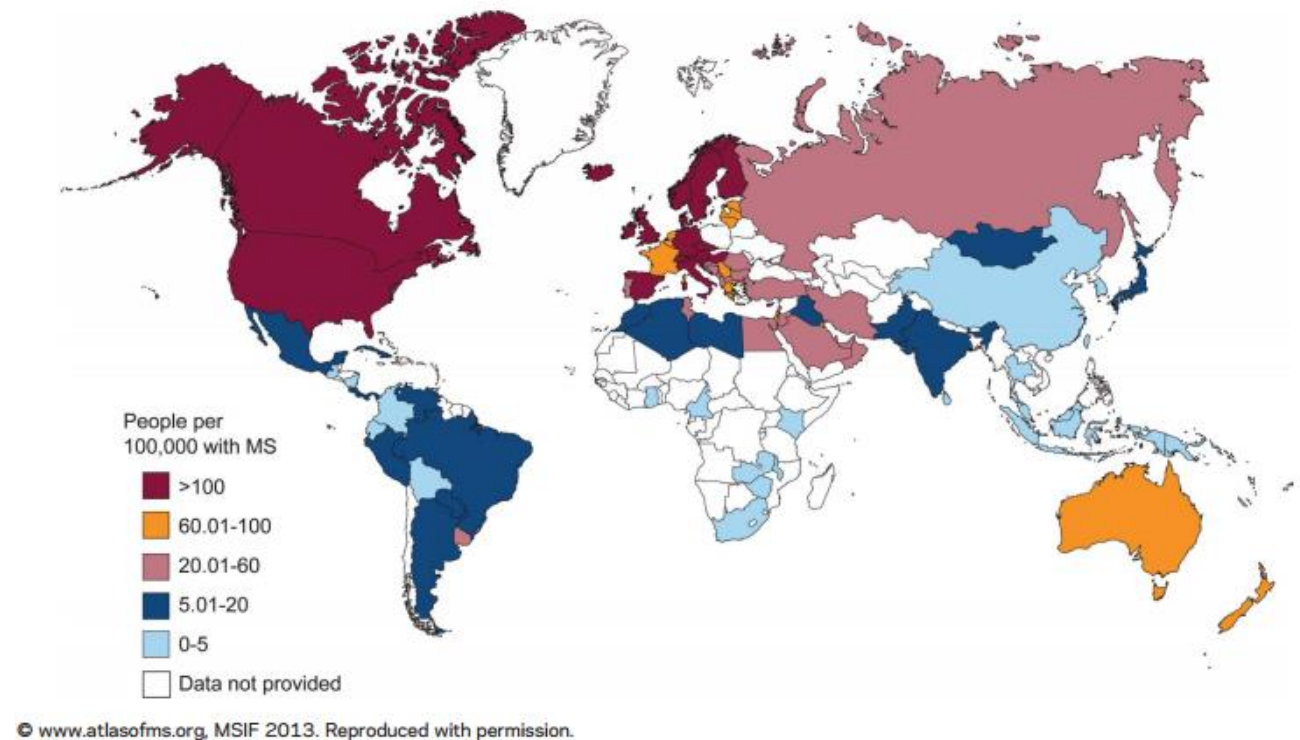 People per
100,000 with MS
>100
60.01-100
20.01-60
5.01-20
0-5
Data not provided
© www.atlasofms.org, MSIF 2013. Reproduced with permission.